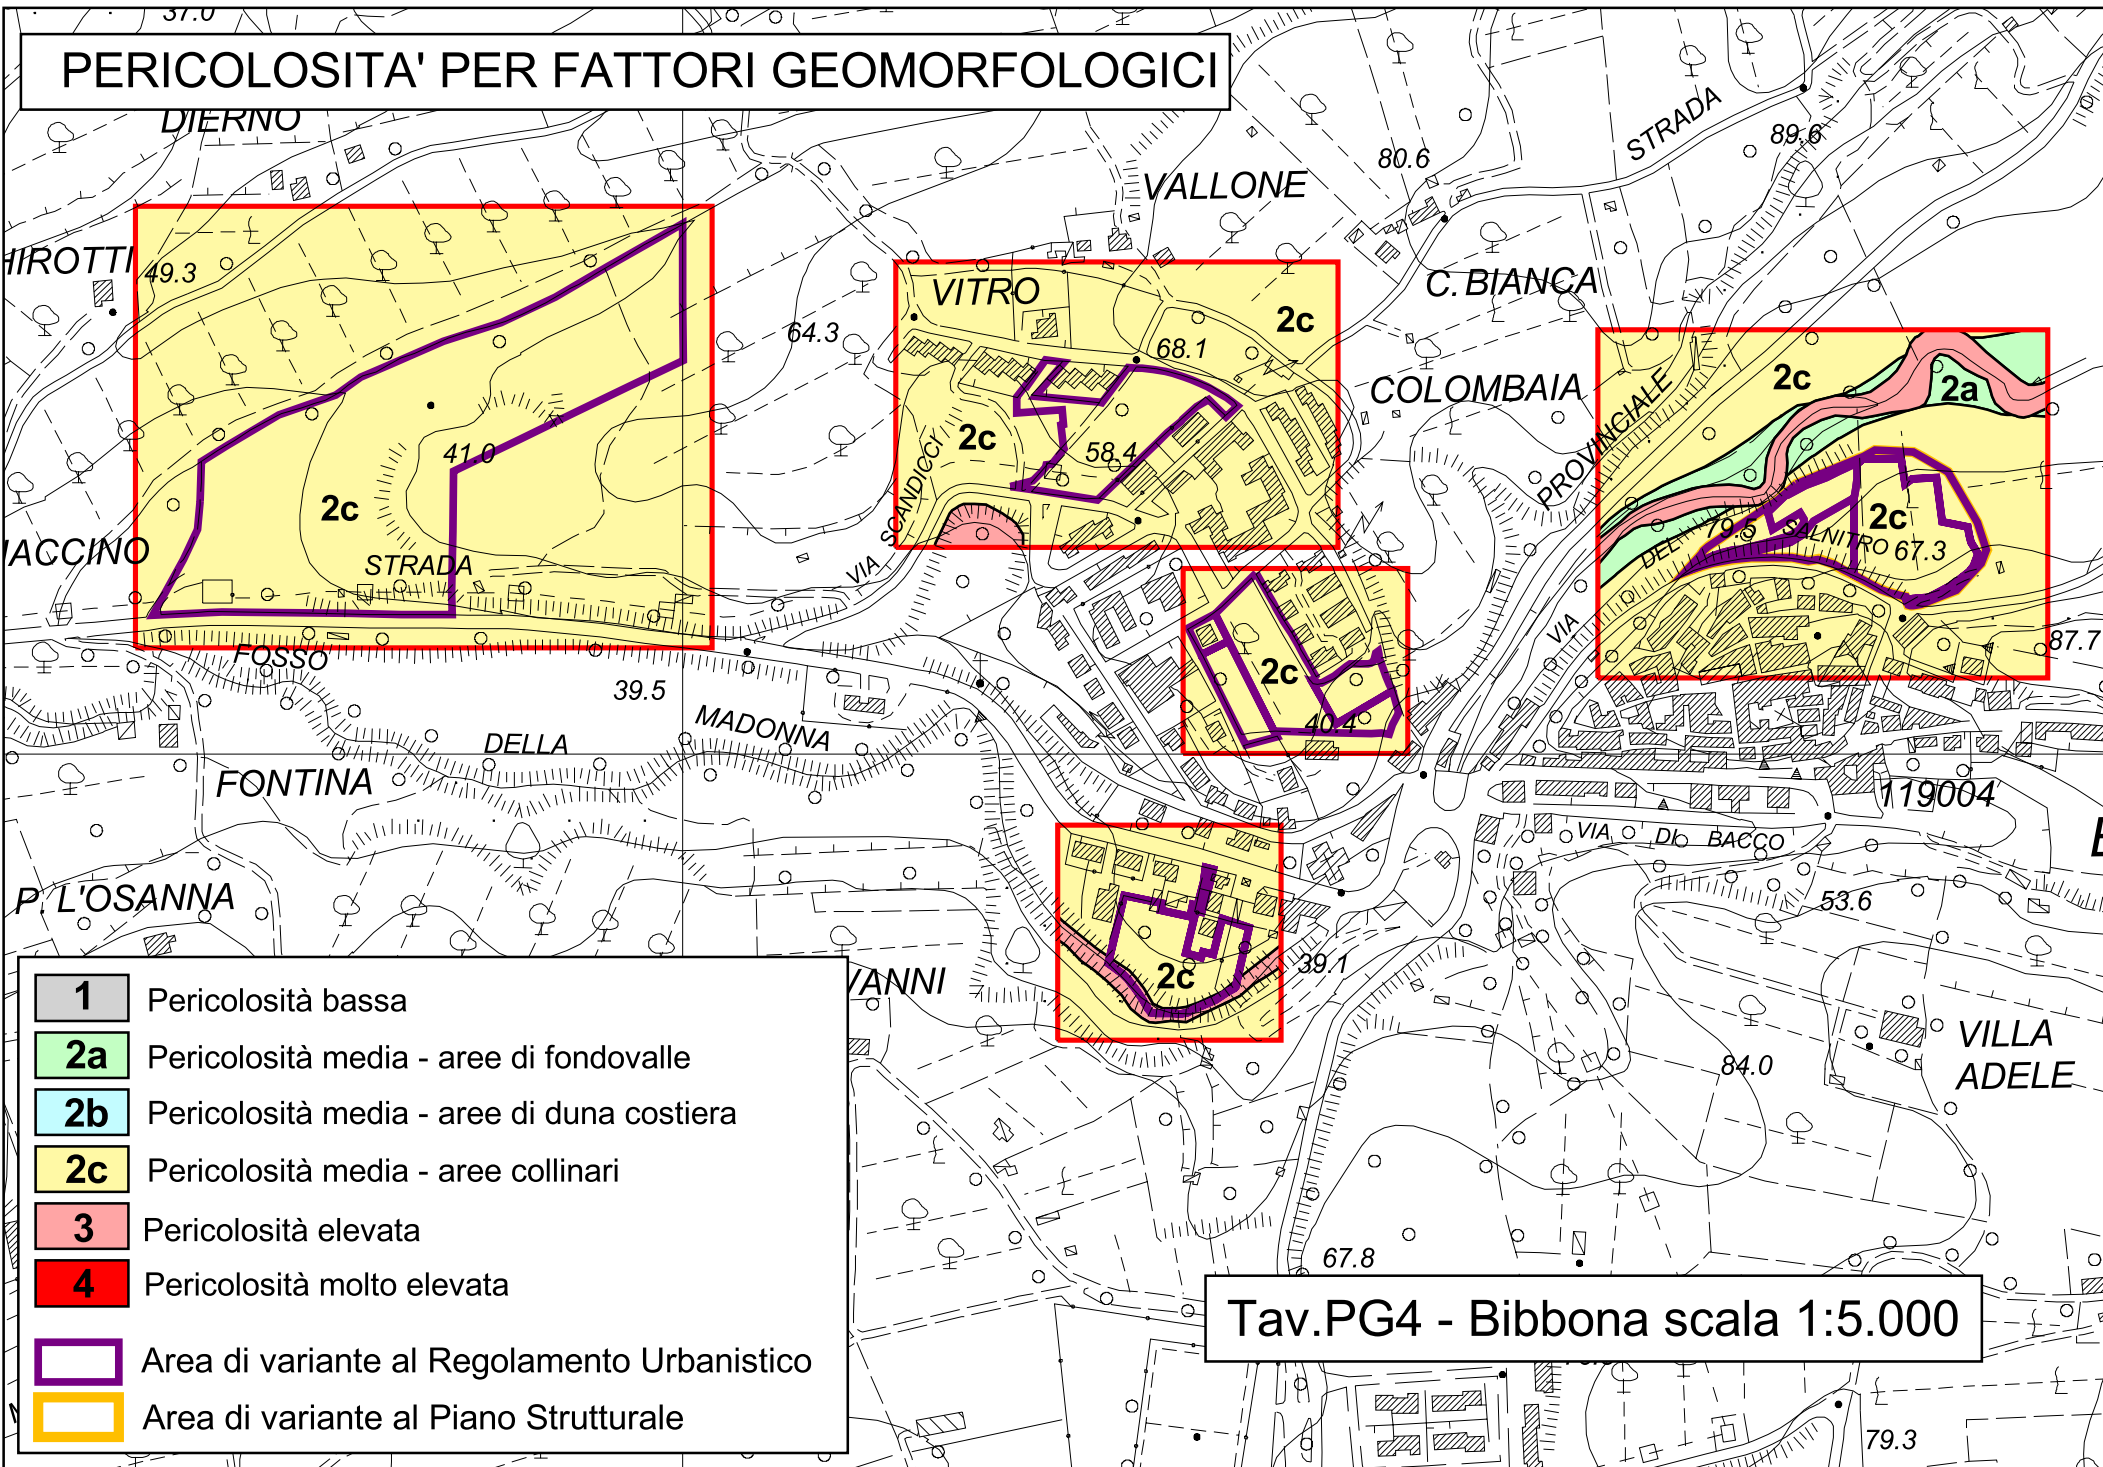 37.0
PERICOLOSITA' PER FATTORI GEOMORFOLOGICI
DIERNO
STRADA
89.6
80.6
VALLONE
HIROTTI
49.3
VITRO
2c
C. BIANCA
64.3
68.1
COLOMBAIA
PROVINCIALE
2c
2a
2c
58.4
41.0
2c
VIA SCANDICCI
2c
79.5
SALNITRO
67.3
VIA DEL
IACCINO
STRADA
FOSSO
39.5
87.7
2c
40.4
MADONNA
DELLA
FONTINA
119004
VIA DI BACCO
P. L'OSANNA
53.6
39.1
VANNI
2c
VILLA
ADELE
84.0
67.8
1 Pericolosità bassa
2a Pericolosità media - aree di fondovalle
2b Pericolosità media - aree di duna costiera
2c Pericolosità media - aree collinari
3 Pericolosità elevata
4 Pericolosità molto elevata
Area di variante al Regolamento Urbanistico
Area di variante al Piano Strutturale
Tav.PG4 - Bibbona scala 1:5.000
79.3